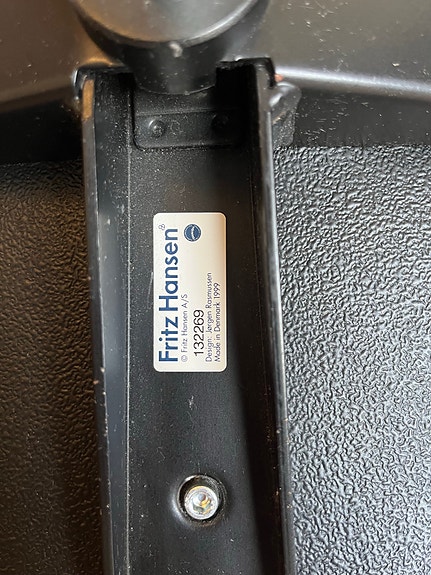 Fritz Hansen®
© Fritz Hansen A/S
132269
Design: Jørgen Rasmussen
Made in Denmark 1999